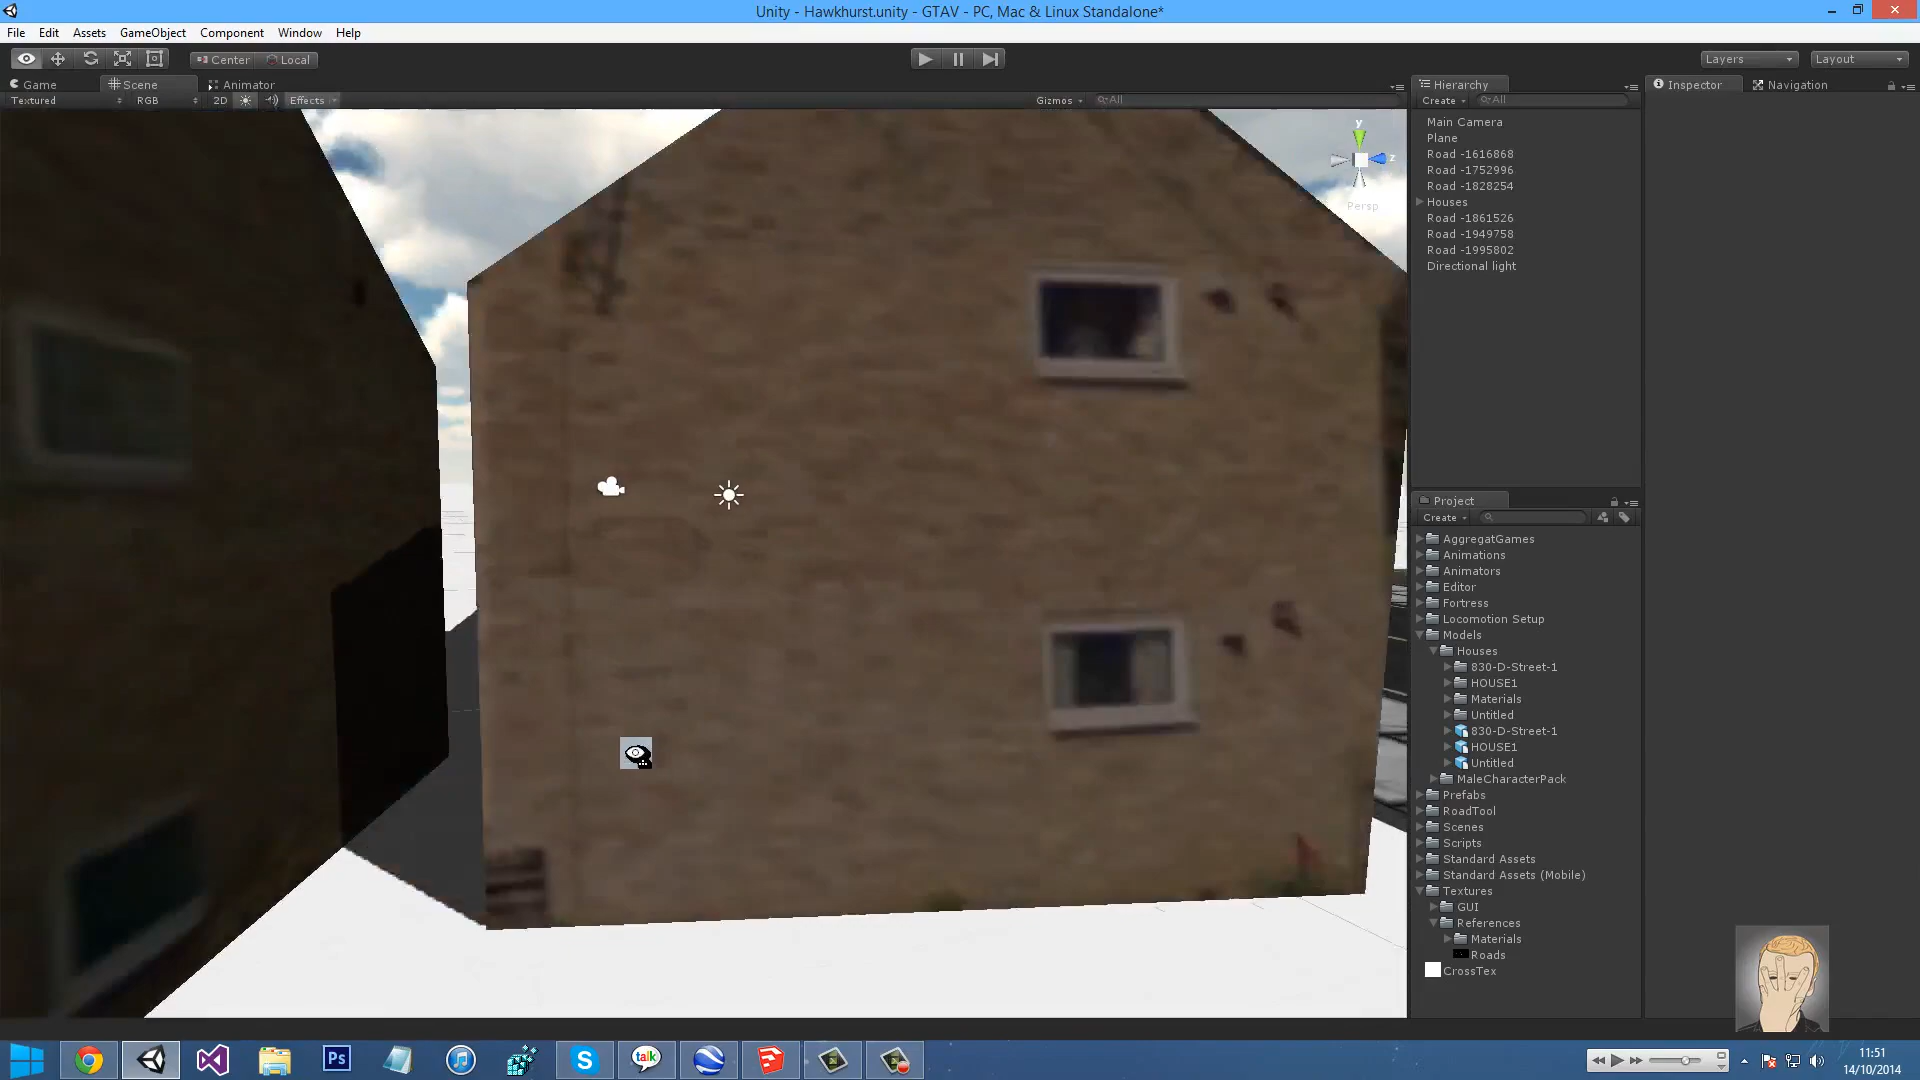 Unity - Hawkhurst.unity - GTAV - PC, Mac & Linux Standalone*
File Edit Assets GameObject Component Window Help
Center Local Layers Layout
Game Scene Animator Hierarchy Inspector Navigation
Textured RGB 2D Effects Gizmos All Create All
y
z
Persp
Main Camera
Plane
Road -1616868
Road -1752996
Road -1828254
Houses
Road -1861526
Road -1949758
Road -1995802
Directional light
Project
Create
AggregatGames
Animations
Animators
Editor
Fortress
Locomotion Setup
Models
Houses
830-D-Street-1
HOUSE1
Materials
Untitled
830-D-Street-1
HOUSE1
Untitled
MaleCharacterPack
Prefabs
RoadTool
Scenes
Scripts
Standard Assets
Standard Assets (Mobile)
Textures
GUI
References
Materials
Roads
CrossTex
Ps
S
talk
11:51
14/10/2014